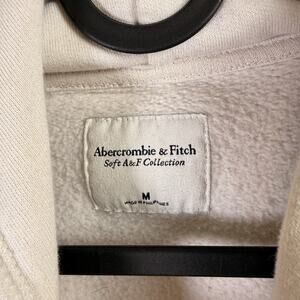 Abercrombie & Fitch
Soft A&F Collection
M
MADE IN PHILIPPINES